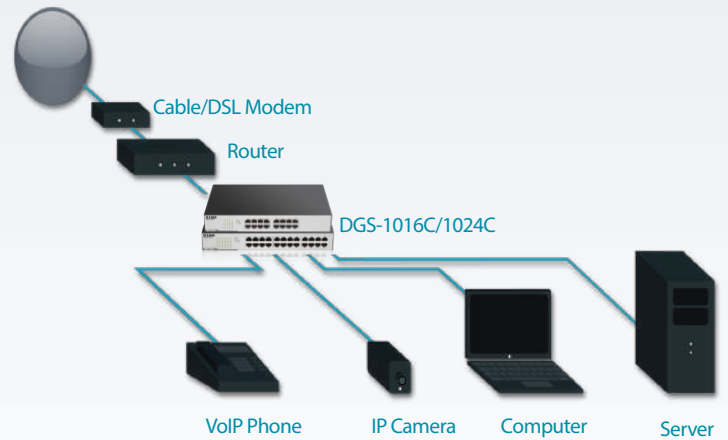 Cable/DSL Modem
Router
DGS-1016C/1024C
VoIP Phone
IP Camera
Computer
Server